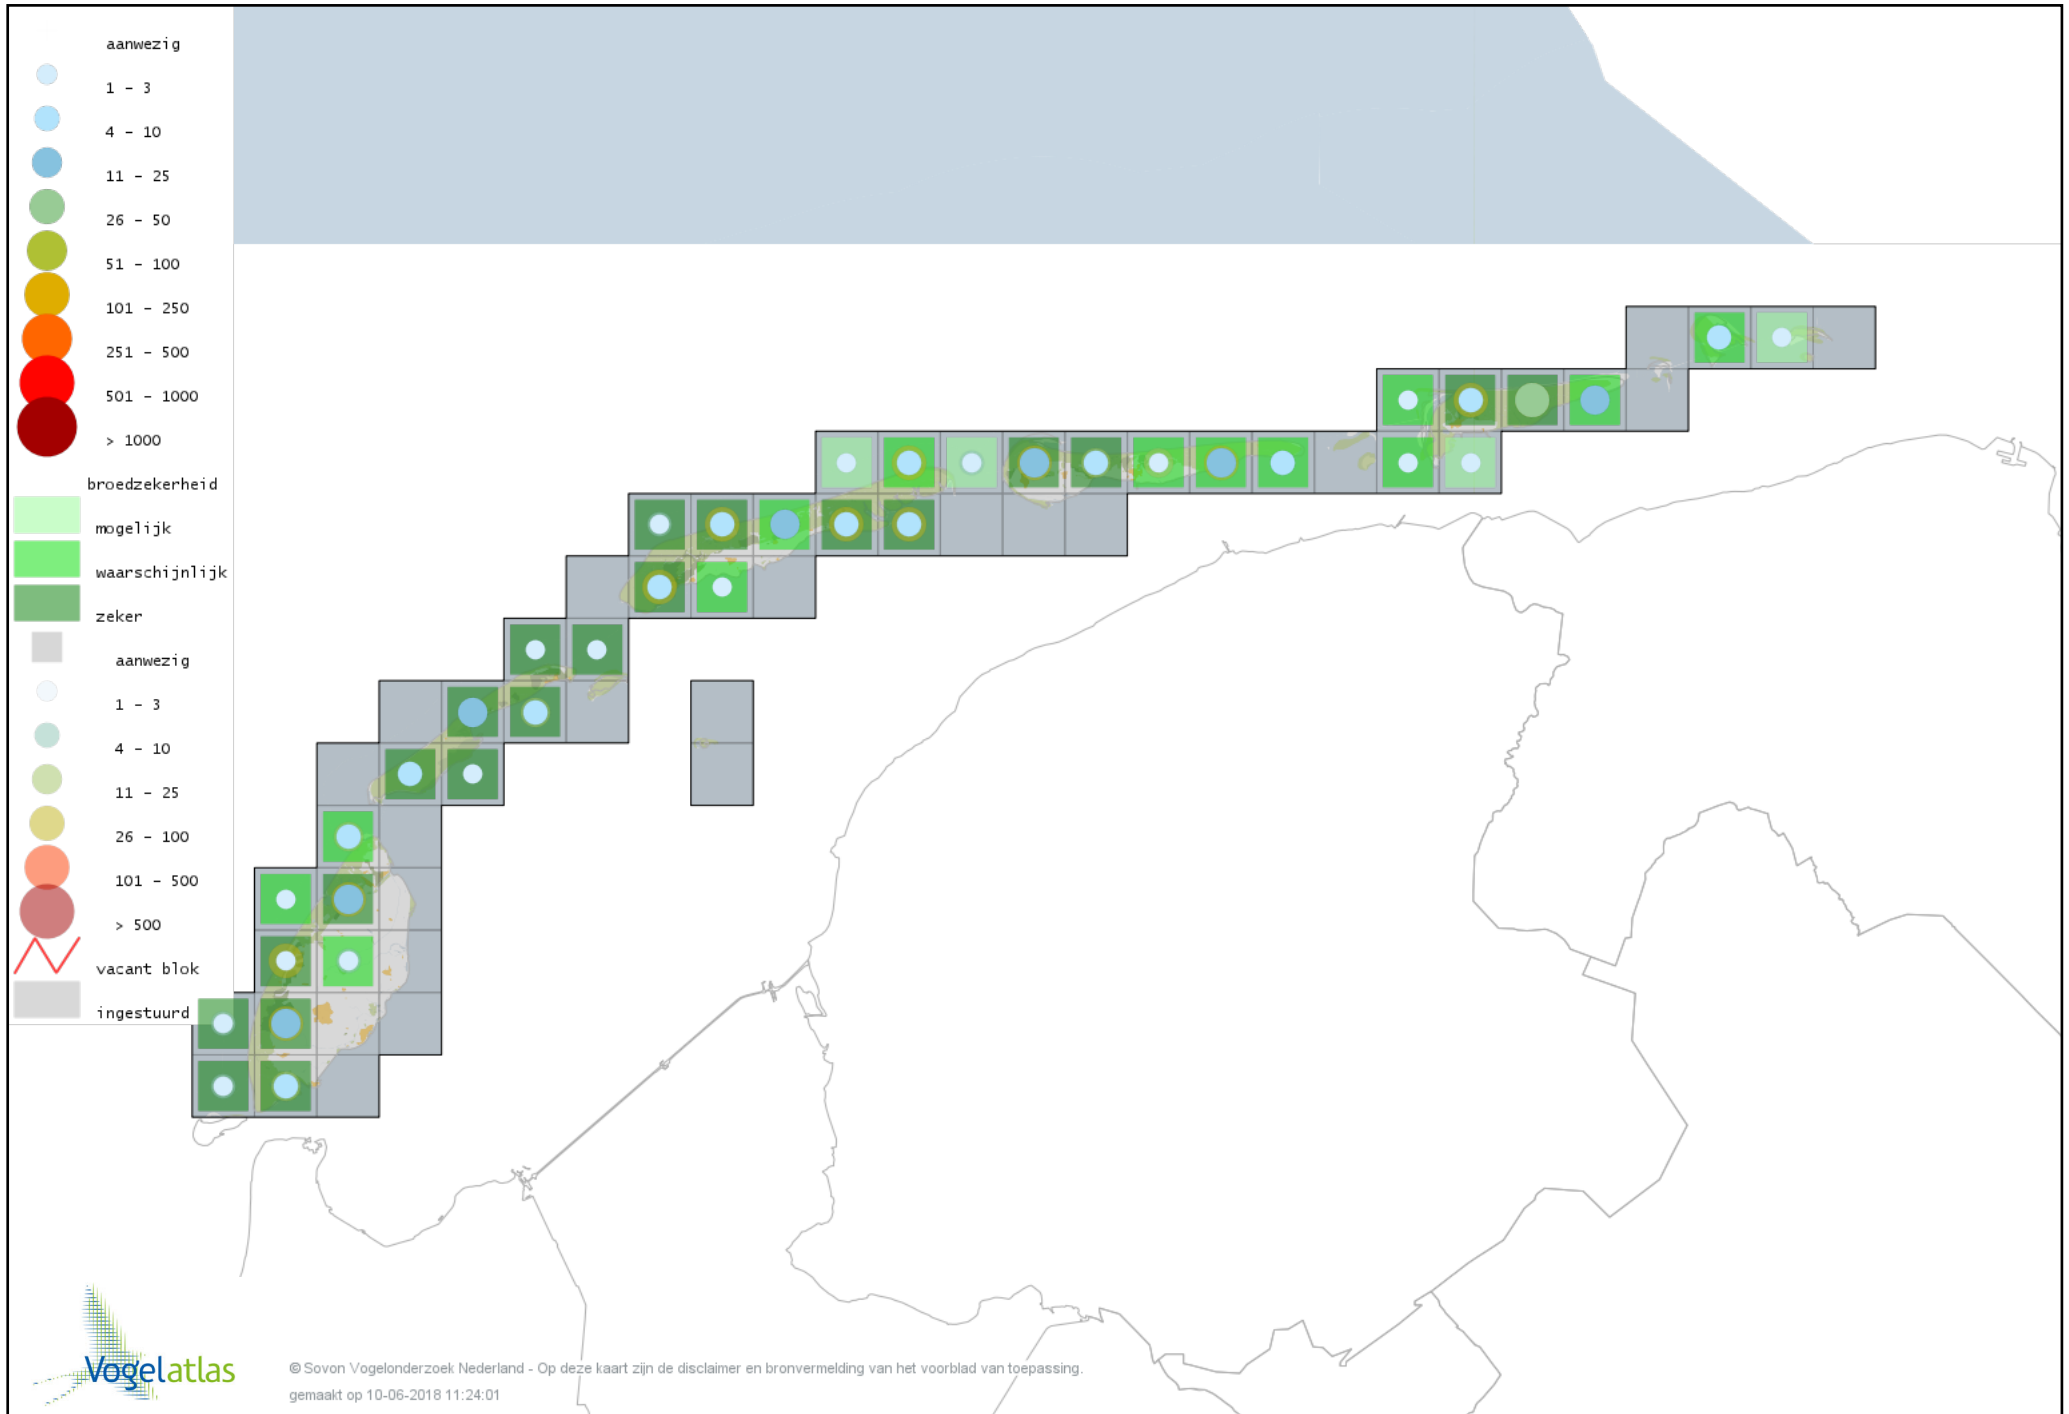 aanwezig
1 - 3
4 - 10
11 - 25
26 - 50
51 - 100
101 - 250
251 - 500
501 - 1000
> 1000
broedzekerheid
mogelijk
waarschijnlijk
zeker
aanwezig
1 - 3
4 - 10
11 - 25
26 - 100
101 - 500
> 500
vacant blok
ingestuurd
Vogelatlas
© Sovon Vogelonderzoek Nederland - Op deze kaart zijn de disclaimer en bronvermelding van het voorblad van toepassing.
gemaakt op 10-06-2018 11:24:01